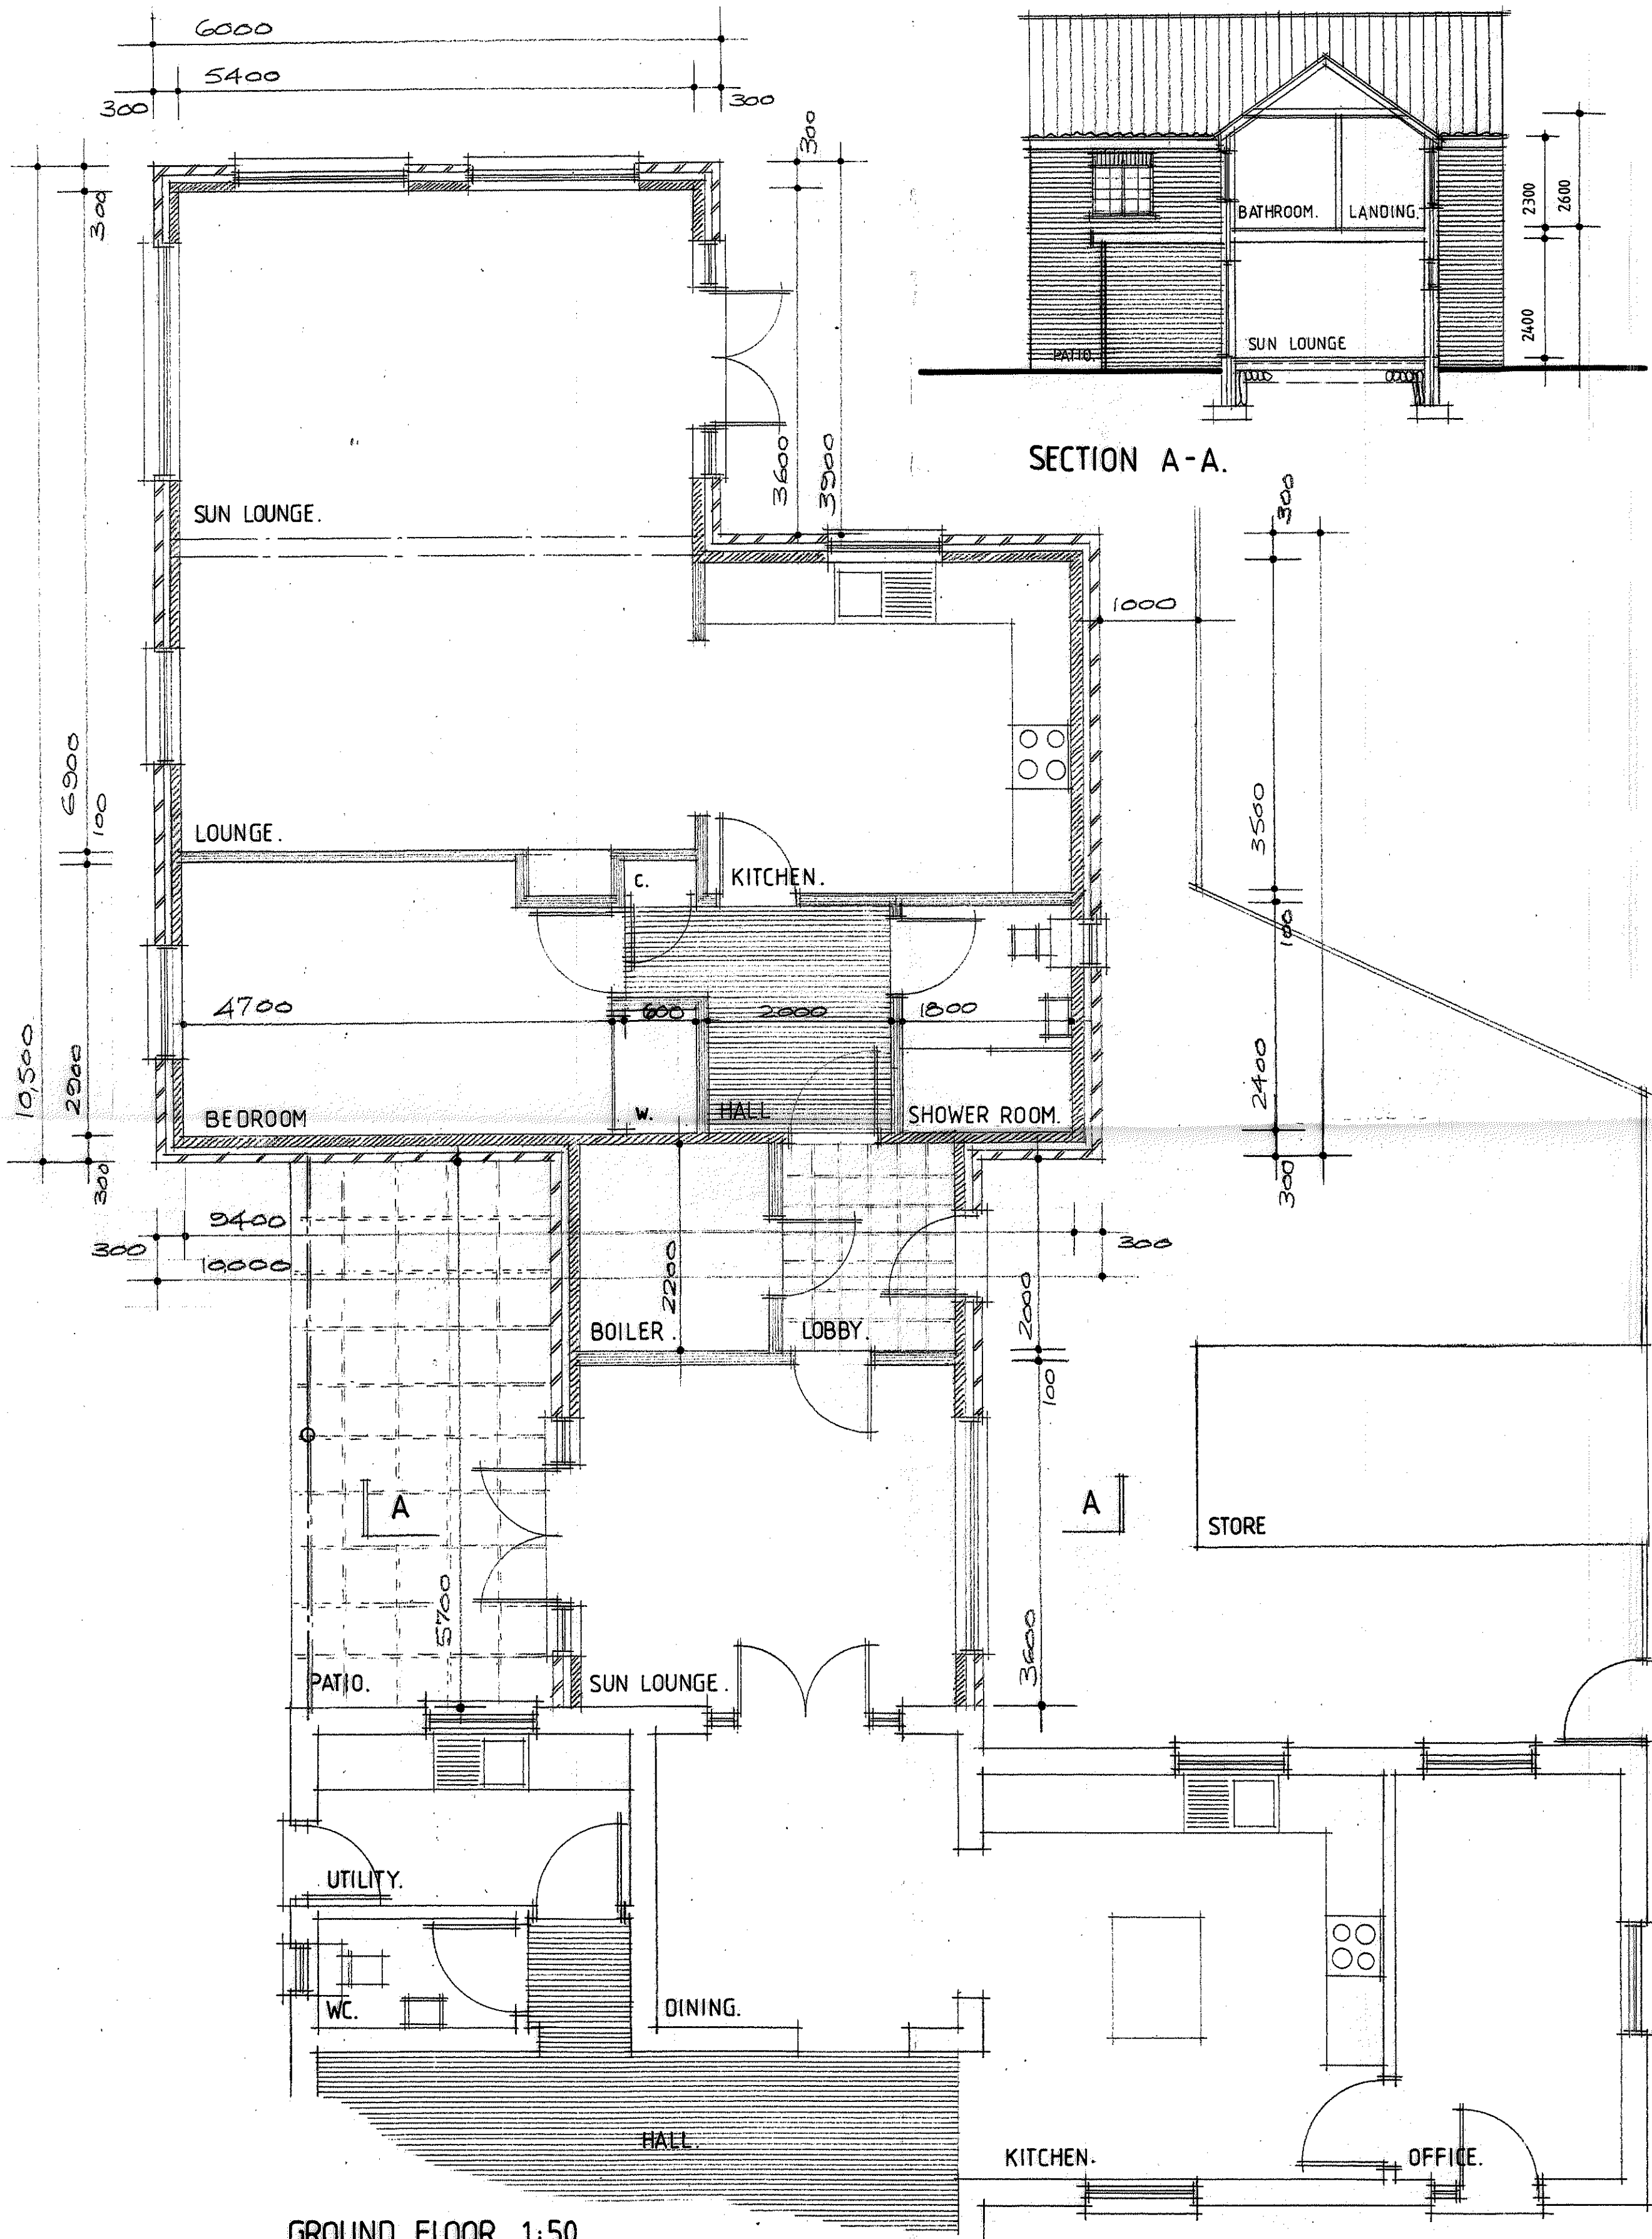 6000
5400
300
300
300
300
BATHROOM.
LANDING.
2300
2600
PATIO.
SUN LOUNGE
2400
SECTION A-A.
3600
3900
300
SUN LOUNGE.
1000
6900
100
3500
LOUNGE.
C.
KITCHEN.
100
4700
600
2000
1800
10,500
2900
2400
BEDROOM
W.
HALL
SHOWER ROOM.
300
300
9400
300
300
10,000
2200
2000
BOILER.
LOBBY.
100
A
A
STORE
5700
3600
PATIO.
SUN LOUNGE.
UTILITY.
WC.
DINING.
HALL.
KITCHEN.
OFFICE.
GROUND FLOOR 1:50